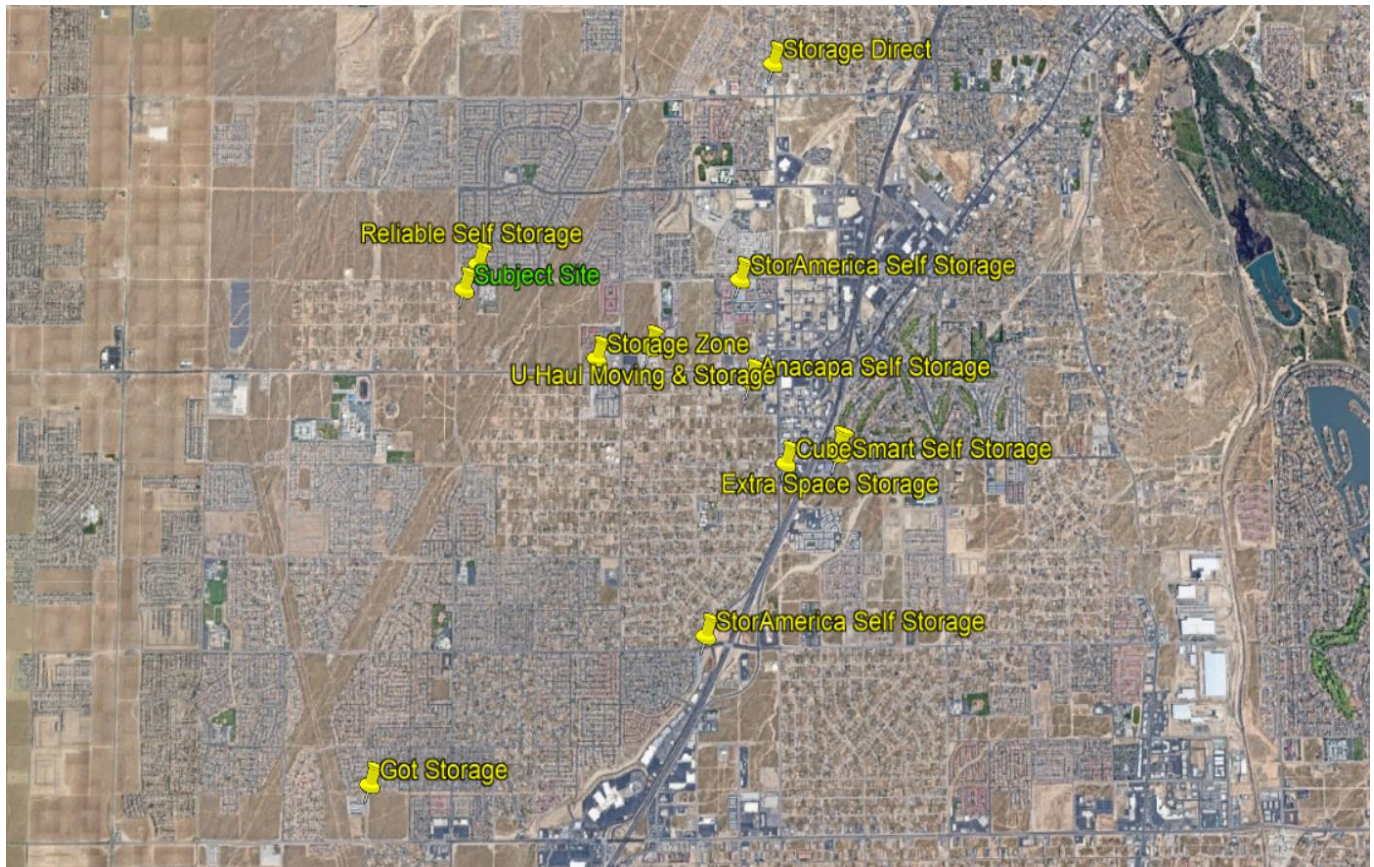 Storage Direct
Reliable Self Storage
Subject Site
StorAmerica Self Storage
Storage Zone
U-Haul Moving & Storage
Anacapa Self Storage
CubeSmart Self Storage
Extra Space Storage
StorAmerica Self Storage
Got Storage